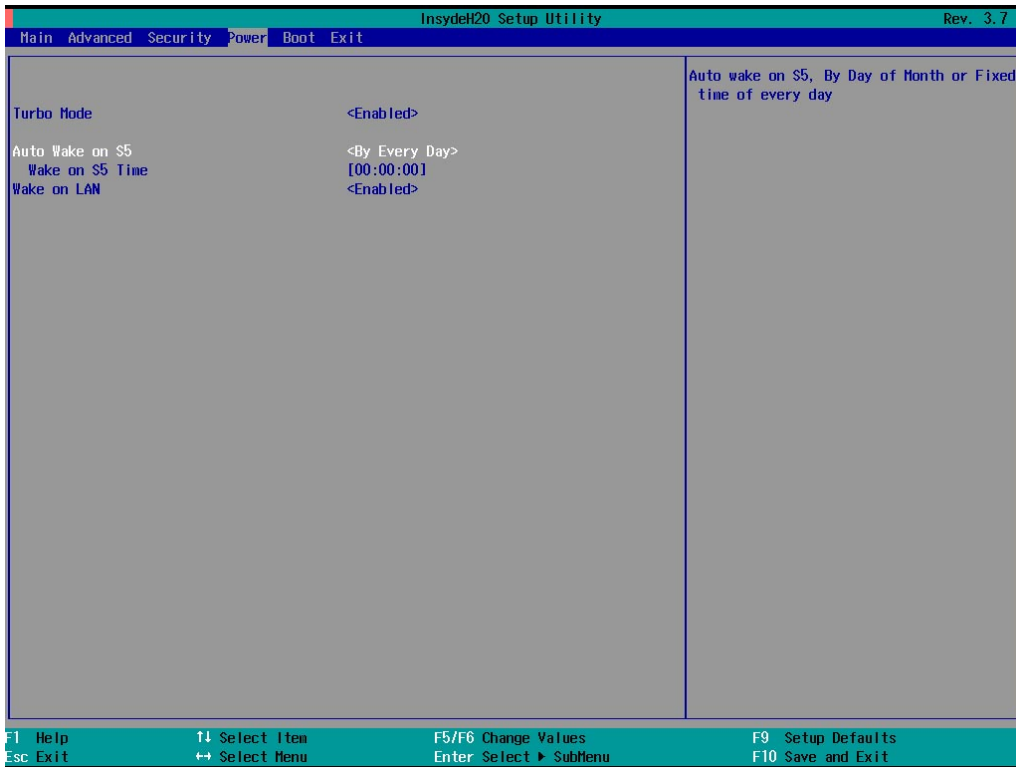 InsydeH20 Setup Utility Rev. 3.7
Main Advanced Security Power Boot Exit
Auto wake on S5, By Day of Month or Fixed
time of every day
Turbo Mode <Enabled>
Auto Wake on S5 <By Every Day>
Wake on S5 Time [00:00:00]
Wake on LAN <Enabled>
F1 Help ↑↓ Select Item F5/F6 Change Values F9 Setup Defaults
Esc Exit ←→ Select Menu Enter Select ▶ SubMenu F10 Save and Exit